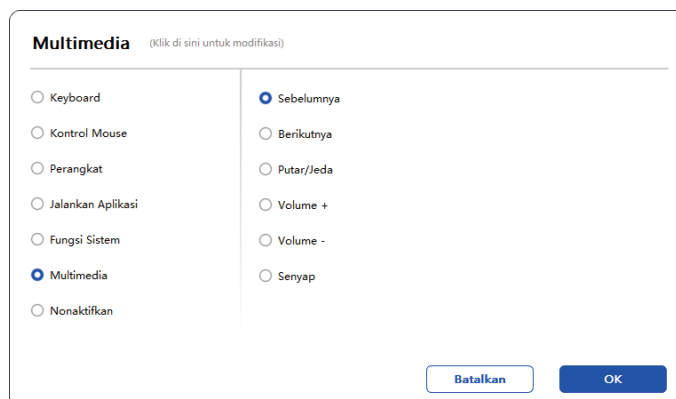 Multimedia (Klik di sini untuk modifikasi)
Keyboard
Kontrol Mouse
Perangkat
Jalankan Aplikasi
Fungsi Sistem
Multimedia
Nonaktifkan
Sebelumnya
Berikutnya
Putar/Jeda
Volume +
Volume -
Senyap
Batalkan
OK